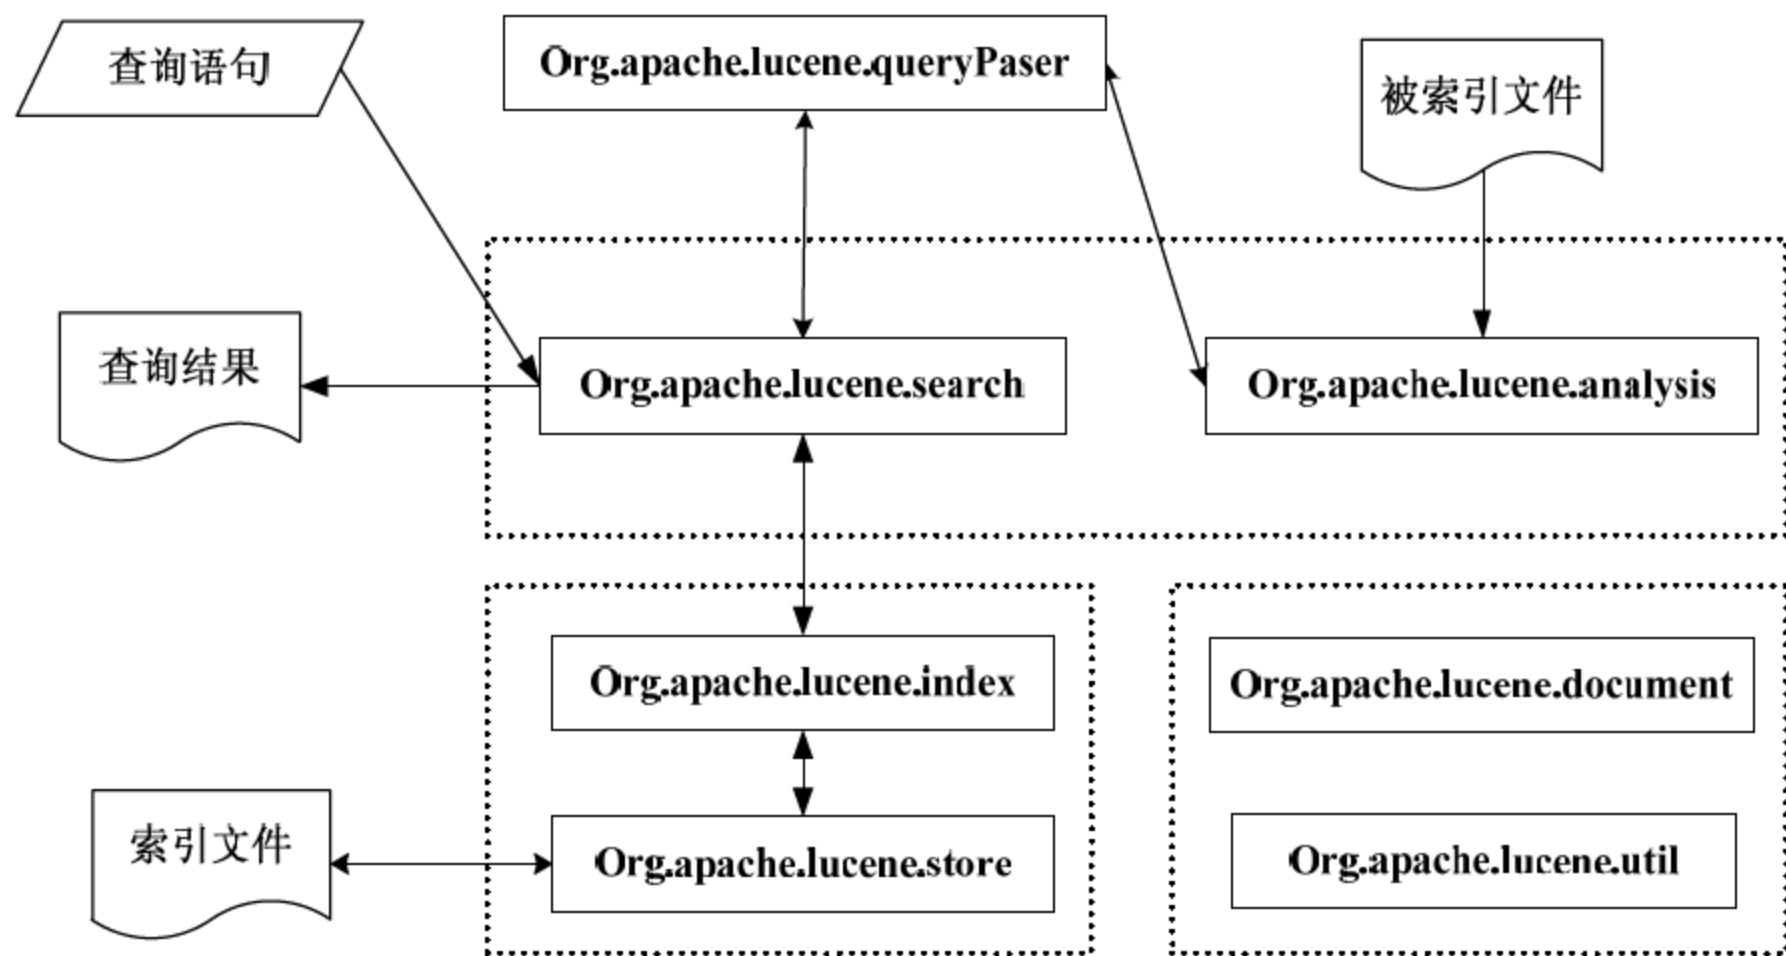 查询语句
Org.apache.lucene.queryPaser
被索引文件
查询结果
Org.apache.lucene.search
Org.apache.lucene.analysis
Org.apache.lucene.index
Org.apache.lucene.document
索引文件
Org.apache.lucene.store
Org.apache.lucene.util